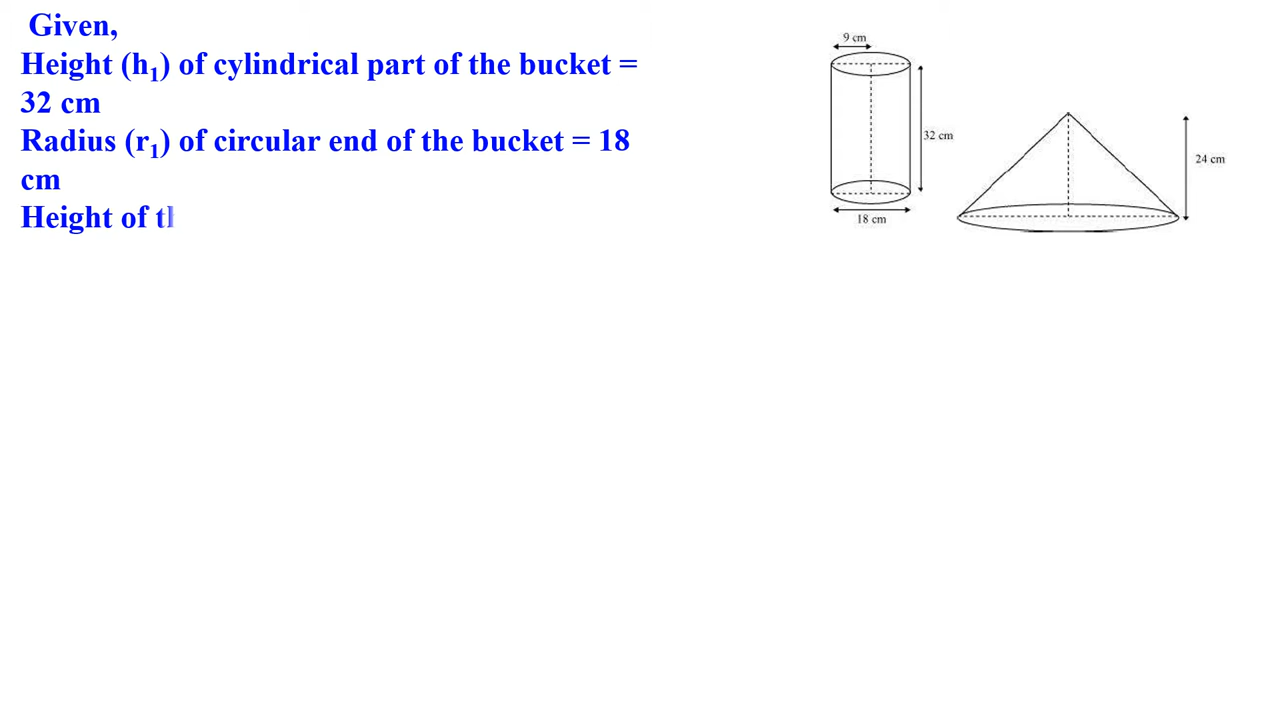 Given,
Height (h₁) of cylindrical part of the bucket =
32 cm
Radius (r₁) of circular end of the bucket = 18
cm
Height of
9 cm
32 cm
18 cm
24 cm